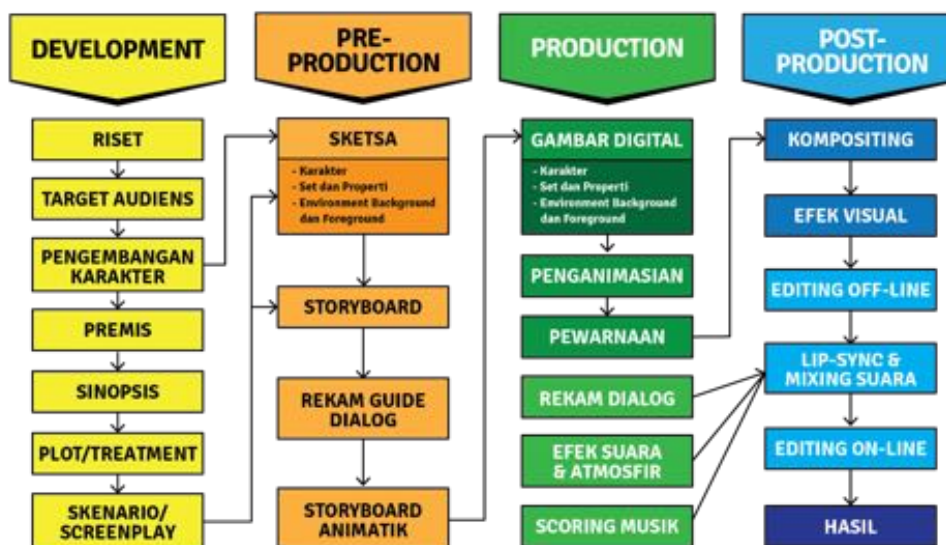 DEVELOPMENT
RISET
TARGET AUDIENS
PENGEMBANGAN
KARAKTER
PREMIS
SINOPSIS
PLOT/TREATMENT
SKENARIO/
SCREENPLAY
PRE-
PRODUCTION
SKETSA
- Karakter
- Set dan Properti
- Environment Background
dan Foreground
STORYBOARD
REKAM GUIDE
DIALOG
STORYBOARD
ANIMATIK
PRODUCTION
GAMBAR DIGITAL
- Karakter
- Set dan Properti
- Environment Background
dan Foreground
PENGANIMASIAN
PEWARNAAN
REKAM DIALOG
EFEK SUARA
& ATMOSFIR
SCORING MUSIK
POST-
PRODUCTION
KOMPOSITING
EFEK VISUAL
EDITING OFF-LINE
LIP-SYNC &
MIXING SUARA
EDITING ON-LINE
HASIL